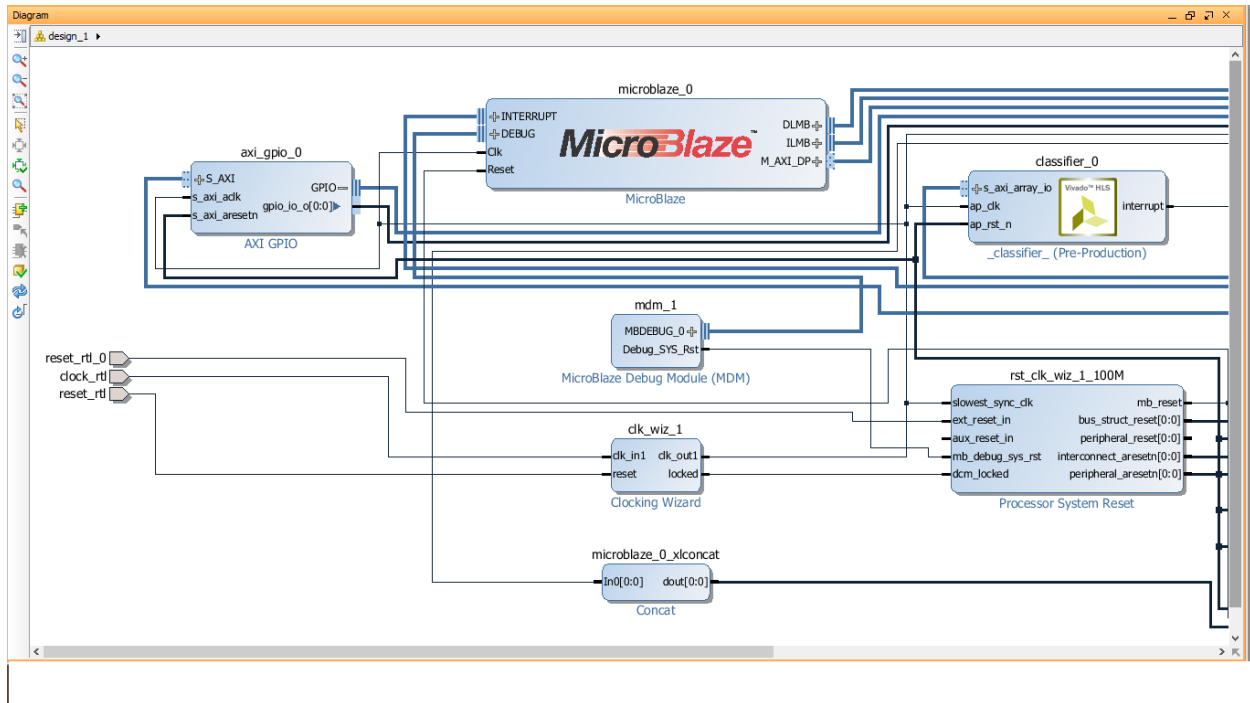 Diagram
design_1
microblaze_0
INTERRUPT
DEBUG
Clk
Reset
MicroBlaze™
DLMB
ILMB
M_AXI_DP
MicroBlaze
axi_gpio_0
S_AXI
s_axi_aclk
s_axi_aresetn
GPIO
gpio_io_o[0:0]
AXI GPIO
classifier_0
s_axi_array_io
ap_clk
ap_rst_n
Vivado™ HLS
interrupt
_classifier_ (Pre-Production)
mdm_1
MBDEBUG_0
Debug_SYS_Rst
MicroBlaze Debug Module (MDM)
reset_rtl_0
clock_rtl
reset_rtl
clk_wiz_1
clk_in1 clk_out1
reset locked
Clocking Wizard
rst_clk_wiz_1_100M
slowest_sync_clk mb_reset
ext_reset_in bus_struct_reset[0:0]
aux_reset_in peripheral_reset[0:0]
mb_debug_sys_rst interconnect_aresetn[0:0]
dcm_locked peripheral_aresetn[0:0]
Processor System Reset
microblaze_0_xlconcat
In0[0:0] dout[0:0]
Concat